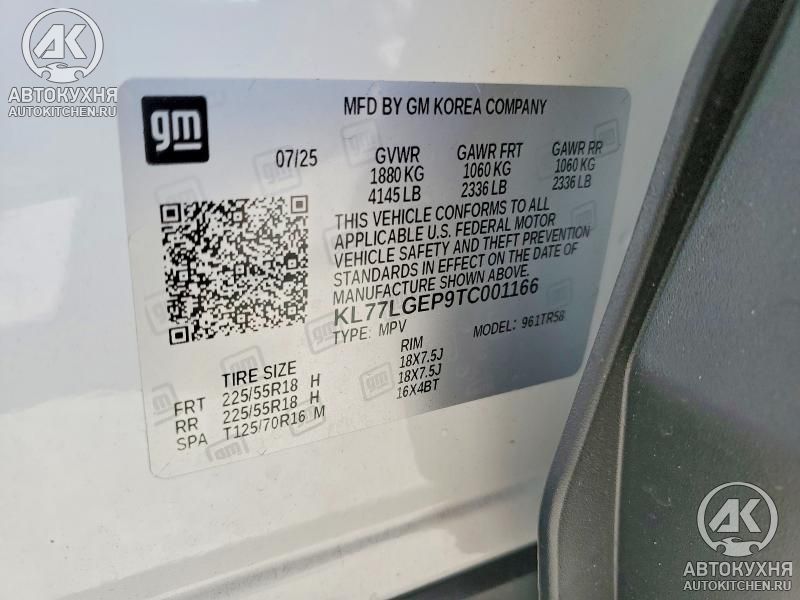 AK
АВТОКУХНЯ
AUTOKITCHEN.RU
gm
MFD BY GM KOREA COMPANY
07/25 GVWR GAWR FRT GAWR RR
1880 KG 1060 KG 1060 KG
4145 LB 2336 LB 2336 LB
THIS VEHICLE CONFORMS TO ALL
APPLICABLE U.S. FEDERAL MOTOR
VEHICLE SAFETY AND THEFT PREVENTION
STANDARDS IN EFFECT ON THE DATE OF
MANUFACTURE SHOWN ABOVE.
KL77LGEP9TC001166
TYPE: MPV MODEL: 961TR58
TIRE SIZE RIM
FRT 225/55R18 H 18X7.5J
RR 225/55R18 H 18X7.5J
SPA T125/70R16 M 16X4BT
AK
АВТОКУХНЯ
AUTOKITCHEN.RU